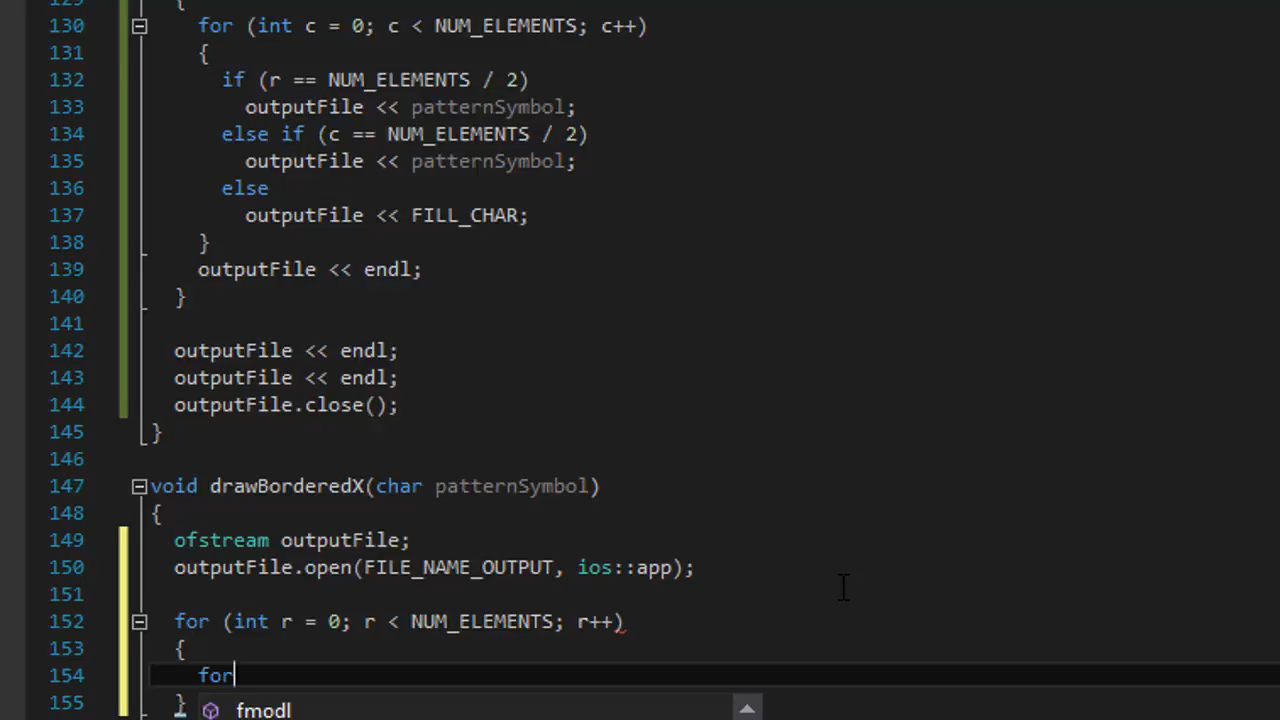 129 {
130 for (int c = 0; c < NUM_ELEMENTS; c++)
131 {
132 if (r == NUM_ELEMENTS / 2)
133 outputFile << patternSymbol;
134 else if (c == NUM_ELEMENTS / 2)
135 outputFile << patternSymbol;
136 else
137 outputFile << FILL_CHAR;
138 }
139 outputFile << endl;
140 }
141
142 outputFile << endl;
143 outputFile << endl;
144 outputFile.close();
145 }
146
147 void drawBorderedX(char patternSymbol)
148 {
149 ofstream outputFile;
150 outputFile.open(FILE_NAME_OUTPUT, ios::app);
151
152 for (int r = 0; r < NUM_ELEMENTS; r++)
153 {
154 for
155 }
fmodl